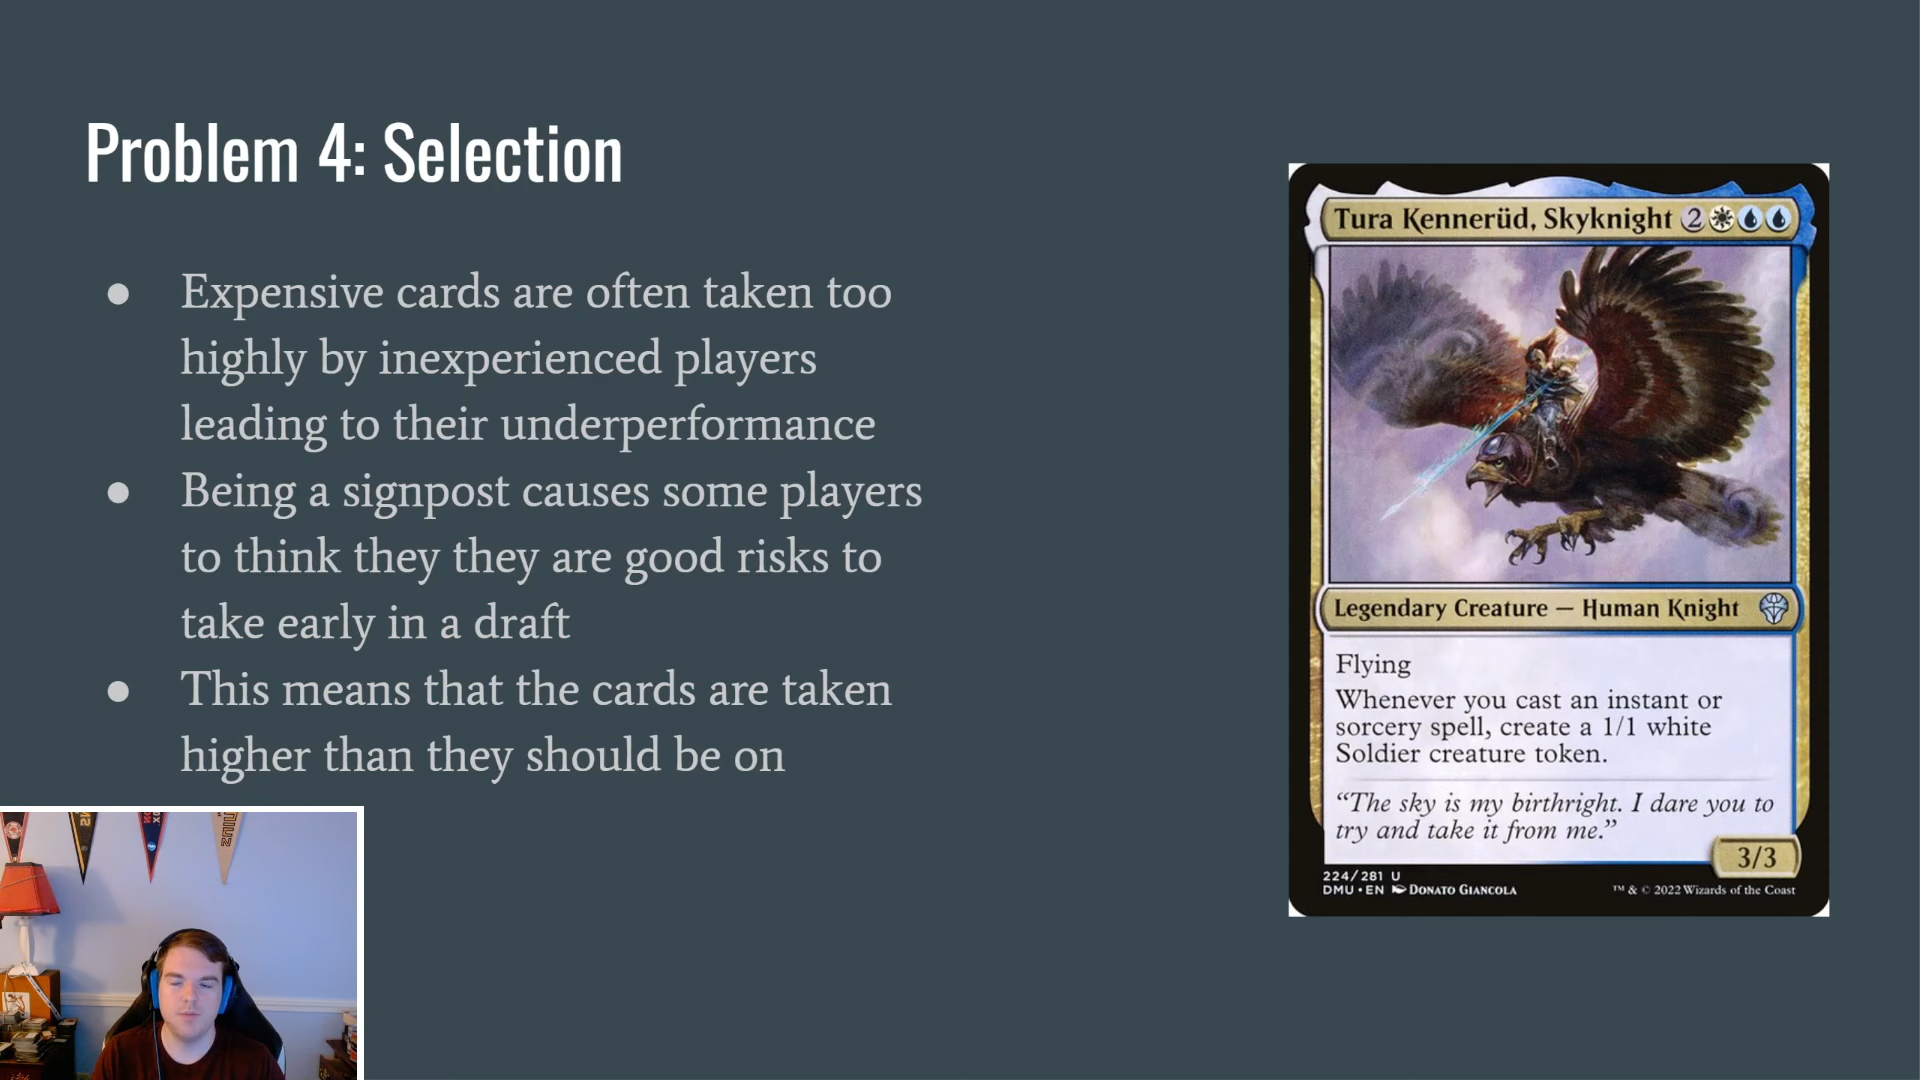 Problem 4: Selection
● Expensive cards are often taken too
highly by inexperienced players
leading to their underperformance
● Being a signpost causes some players
to think they they are good risks to
take early in a draft
● This means that the cards are taken
higher than they should be on
Tura Kennerüd, Skyknight 2
Legendary Creature — Human Knight
Flying
Whenever you cast an instant or
sorcery spell, create a 1/1 white
Soldier creature token.
“The sky is my birthright. I dare you to
try and take it from me.”
3/3
224/281 U
DMU • EN Donato Giancola
™ & © 2022 Wizards of the Coast